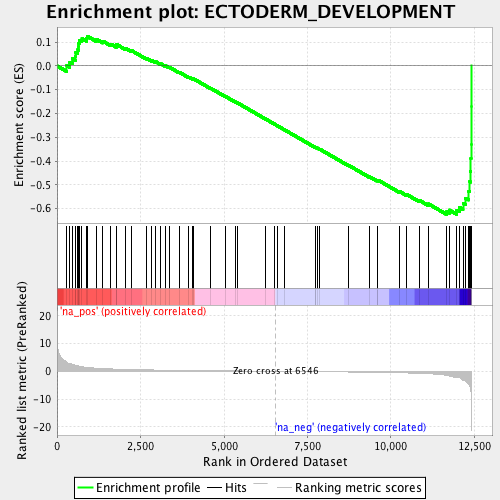 Enrichment plot: ECTODERM_DEVELOPMENT
Enrichment score (ES)
0.1
0.0
-0.1
-0.2
-0.3
-0.4
-0.5
-0.6
'na_pos' (positively correlated)
Ranked list metric (PreRanked)
20
10
0
-10
-20
Zero cross at 6546
'na_neg' (negatively correlated)
0
2,500
5,000
7,500
10,000
12,500
Rank in Ordered Dataset
Enrichment profile
Hits
Ranking metric scores